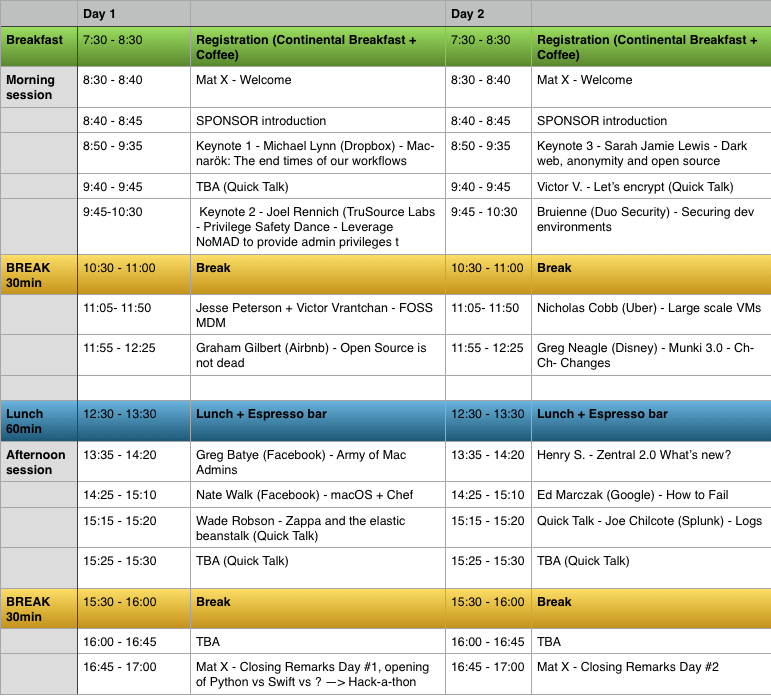 Day 1 Day 2
Breakfast 7:30 - 8:30 Registration (Continental Breakfast + 7:30 - 8:30 Registration (Continental Breakfast +
Coffee) Coffee)
Morning 8:30 - 8:40 Mat X - Welcome 8:30 - 8:40 Mat X - Welcome
session
8:40 - 8:45 SPONSOR introduction 8:40 - 8:45 SPONSOR introduction
8:50 - 9:35 Keynote 1 - Michael Lynn (Dropbox) - Mac- 8:50 - 9:35 Keynote 3 - Sarah Jamie Lewis - Dark
narök: The end times of our workflows web, anonymity and open source
9:40 - 9:45 TBA (Quick Talk) 9:40 - 9:45 Victor V. - Let's encrypt (Quick Talk)
9:45-10:30 Keynote 2 - Joel Rennich (TruSource Labs 9:45 - 10:30 Bruienne (Duo Security) - Securing dev
- Privilege Safety Dance - Leverage environments
NoMAD to provide admin privileges t
BREAK 10:30 - 11:00 Break 10:30 - 11:00 Break
30min
11:05- 11:50 Jesse Peterson + Victor Vrantchan - FOSS 11:05- 11:50 Nicholas Cobb (Uber) - Large scale VMs
MDM
11:55 - 12:25 Graham Gilbert (Airbnb) - Open Source is 11:55 - 12:25 Greg Neagle (Disney) - Munki 3.0 - Ch-
not dead Ch- Changes
Lunch 12:30 - 13:30 Lunch + Espresso bar 12:30 - 13:30 Lunch + Espresso bar
60min
Afternoon 13:35 - 14:20 Greg Batye (Facebook) - Army of Mac 13:35 - 14:20 Henry S. - Zentral 2.0 What's new?
session Admins
14:25 - 15:10 Nate Walk (Facebook) - macOS + Chef 14:25 - 15:10 Ed Marczak (Google) - How to Fail
15:15 - 15:20 Wade Robson - Zappa and the elastic 15:15 - 15:20 Quick Talk - Joe Chilcote (Splunk) - Logs
beanstalk (Quick Talk)
15:25 - 15:30 TBA (Quick Talk) 15:25 - 15:30 TBA (Quick Talk)
BREAK 15:30 - 16:00 Break 15:30 - 16:00 Break
30min
16:00 - 16:45 TBA 16:00 - 16:45 TBA
16:45 - 17:00 Mat X - Closing Remarks Day #1, opening 16:45 - 17:00 Mat X - Closing Remarks Day #2
of Python vs Swift vs ? —> Hack-a-thon